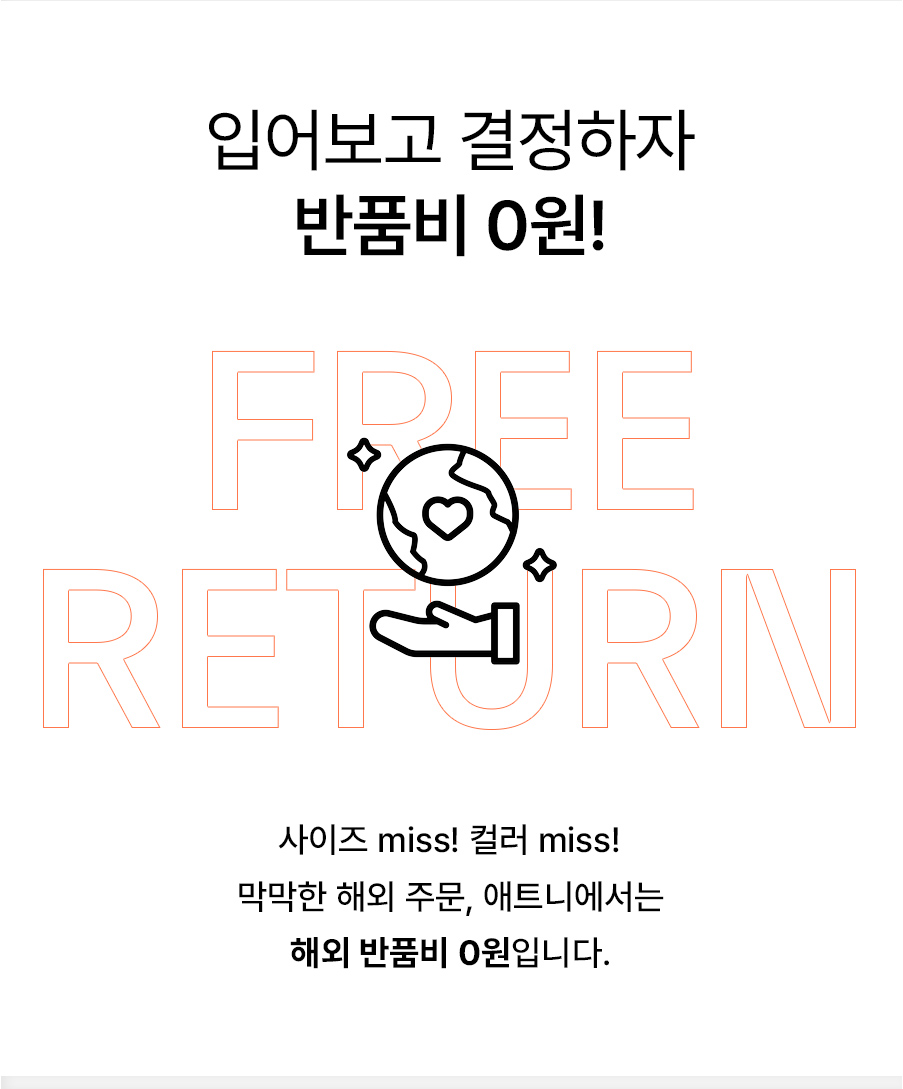 입어보고 결정하자
반품비 0원!
FREE
RETURN
사이즈 miss! 컬러 miss!
막막한 해외 주문, 애트니에서는
해외 반품비 0원입니다.